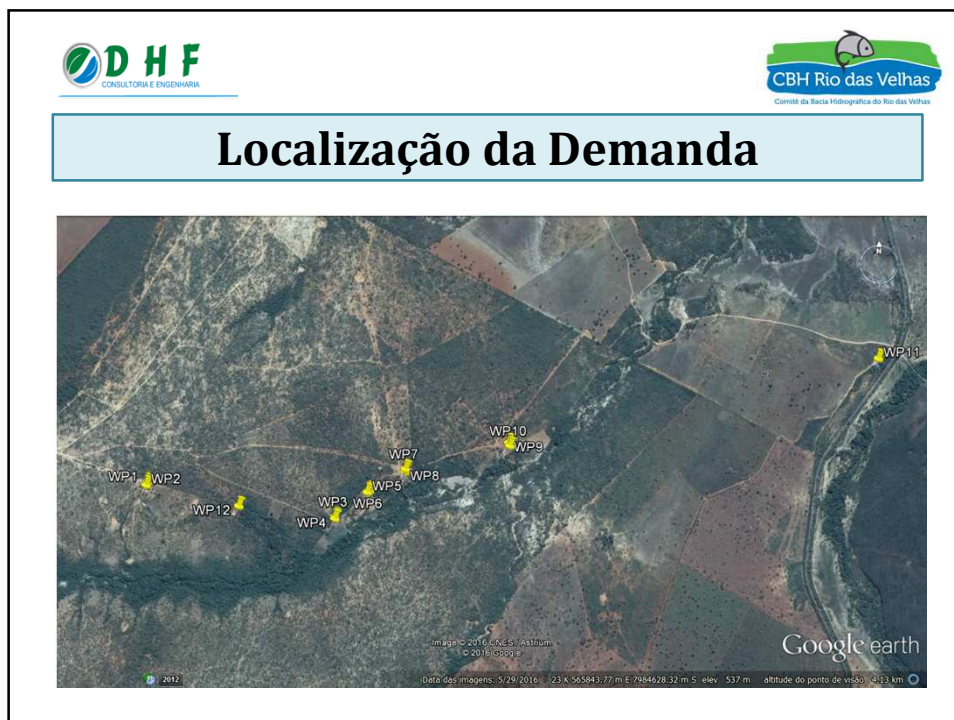 D H F
CONSULTORIA E ENGENHARIA
CBH Rio das Velhas
Comitê da Bacia Hidrográfica do Rio das Velhas
Localização da Demanda
N
WP11
WP10
WP9
WP7
WP8
WP1 WP2
WP5
WP12
WP3 WP6
WP4
Image © 2016 CNES / Astrium
© 2016 Google
Google earth
2012
Data das imagens: 5/29/2016 23 K 565843.77 m E 7984628.32 m S elev 537 m altitude do ponto de visão 4.13 km